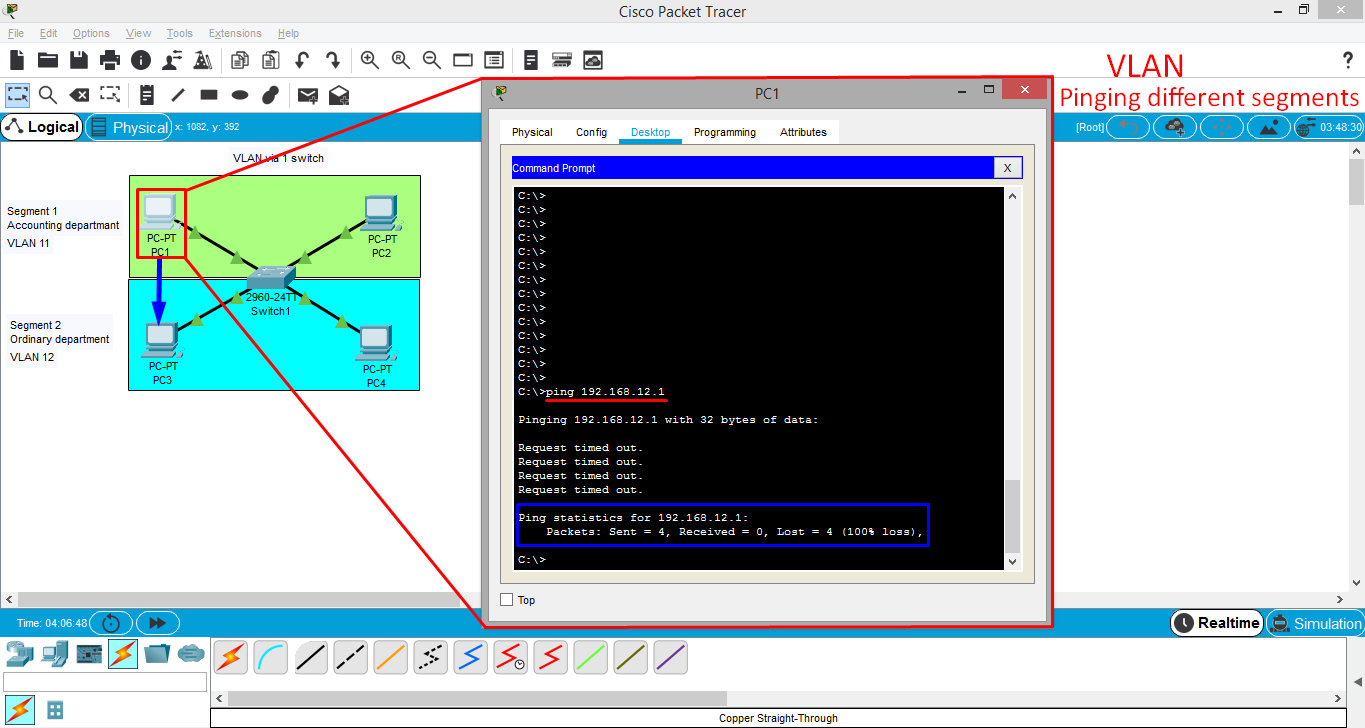 Cisco Packet Tracer
File Edit Options View Tools Extensions Help
VLAN
Pinging different segments
Logical
Physical
x: 1082, y: 392
[Root]
03:48:30
VLAN via 1 switch
Segment 1
Accounting departmant
VLAN 11
PC-PT
PC1
PC-PT
PC2
2960-24TT
Switch1
Segment 2
Ordinary department
VLAN 12
PC-PT
PC3
PC-PT
PC4
PC1
Physical Config Desktop Programming Attributes
Command Prompt
X
C:\>
C:\>
C:\>
C:\>
C:\>
C:\>
C:\>
C:\>
C:\>
C:\>
C:\>
C:\>
C:\>
C:\>
C:\>ping 192.168.12.1
Pinging 192.168.12.1 with 32 bytes of data:
Request timed out.
Request timed out.
Request timed out.
Request timed out.
Ping statistics for 192.168.12.1:
Packets: Sent = 4, Received = 0, Lost = 4 (100% loss),
C:\>
Top
Time: 04:06:48
Realtime
Simulation
Copper Straight-Through